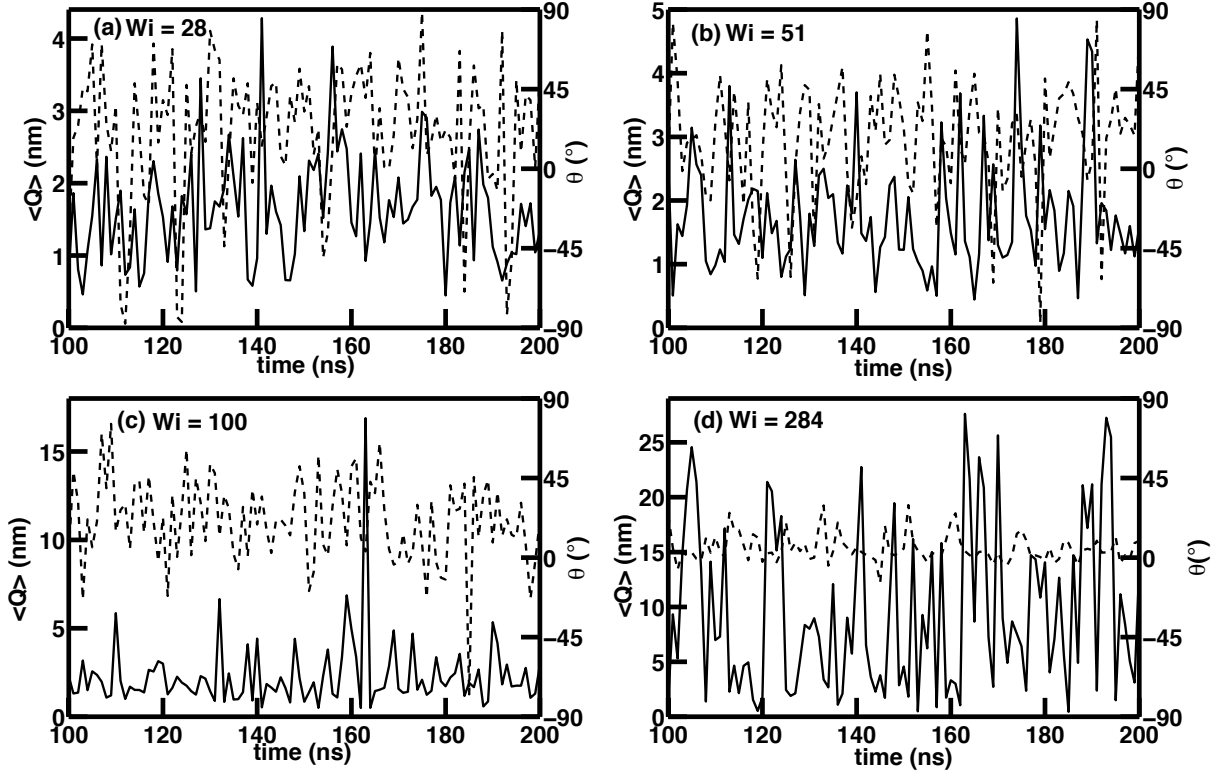 (a) Wi = 28
<Q> (nm)
4
3
2
1
0
90
45
0
−45
−90
θ (°)
100 120 140 160 180 200
time (ns)
(b) Wi = 51
<Q> (nm)
5
4
3
2
1
0
90
45
0
−45
−90
θ (°)
100 120 140 160 180 200
time (ns)
(c) Wi = 100
<Q> (nm)
15
10
5
0
90
45
0
−45
−90
θ (°)
100 120 140 160 180 200
time (ns)
(d) Wi = 284
<Q> (nm)
25
20
15
10
5
0
90
45
0
−45
−90
θ(°)
100 120 140 160 180 200
time (ns)